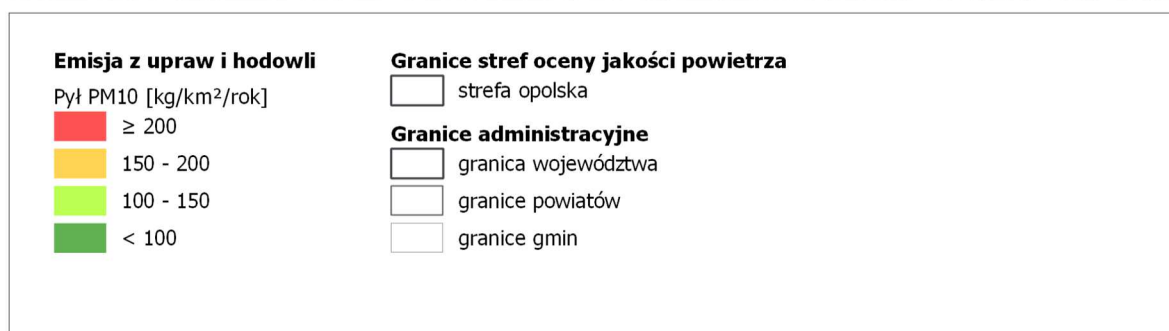 Emisja z upraw i hodowli
Pył PM10 [kg/km²/rok]
≥ 200
150 - 200
100 - 150
< 100
Granice stref oceny jakości powietrza
strefa opolska
Granice administracyjne
granica województwa
granice powiatów
granice gmin